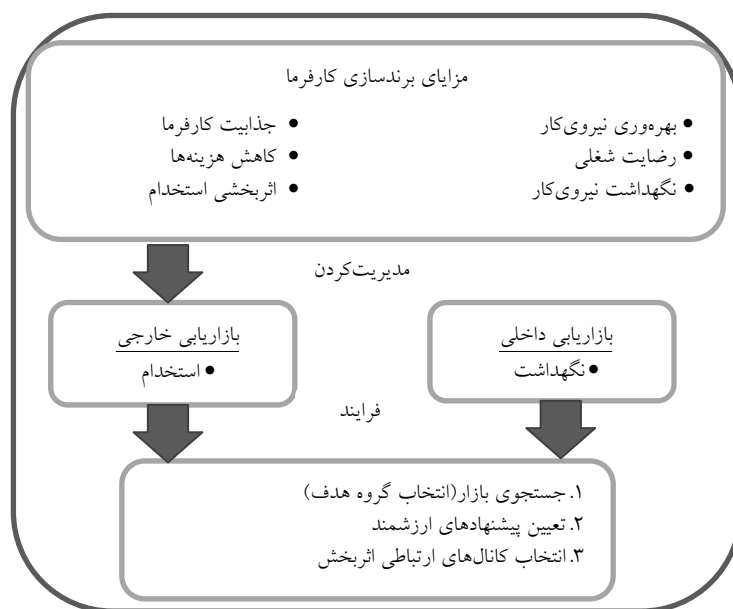 مزایای برندسازی کارفرما
• بهره‌وری نیروی‌کار
• رضایت شغلی
• نگهداشت نیروی‌کار
• جذابیت کارفرما
• کاهش هزینه‌ها
• اثربخشی استخدام
مدیریت‌کردن
بازاریابی داخلی
• نگهداشت
بازاریابی خارجی
• استخدام
فرایند
۱.جستجوی بازار(انتخاب گروه هدف)
۲.تعیین پیشنهادهای ارزشمند
۳.انتخاب کانال‌های ارتباطی اثربخش